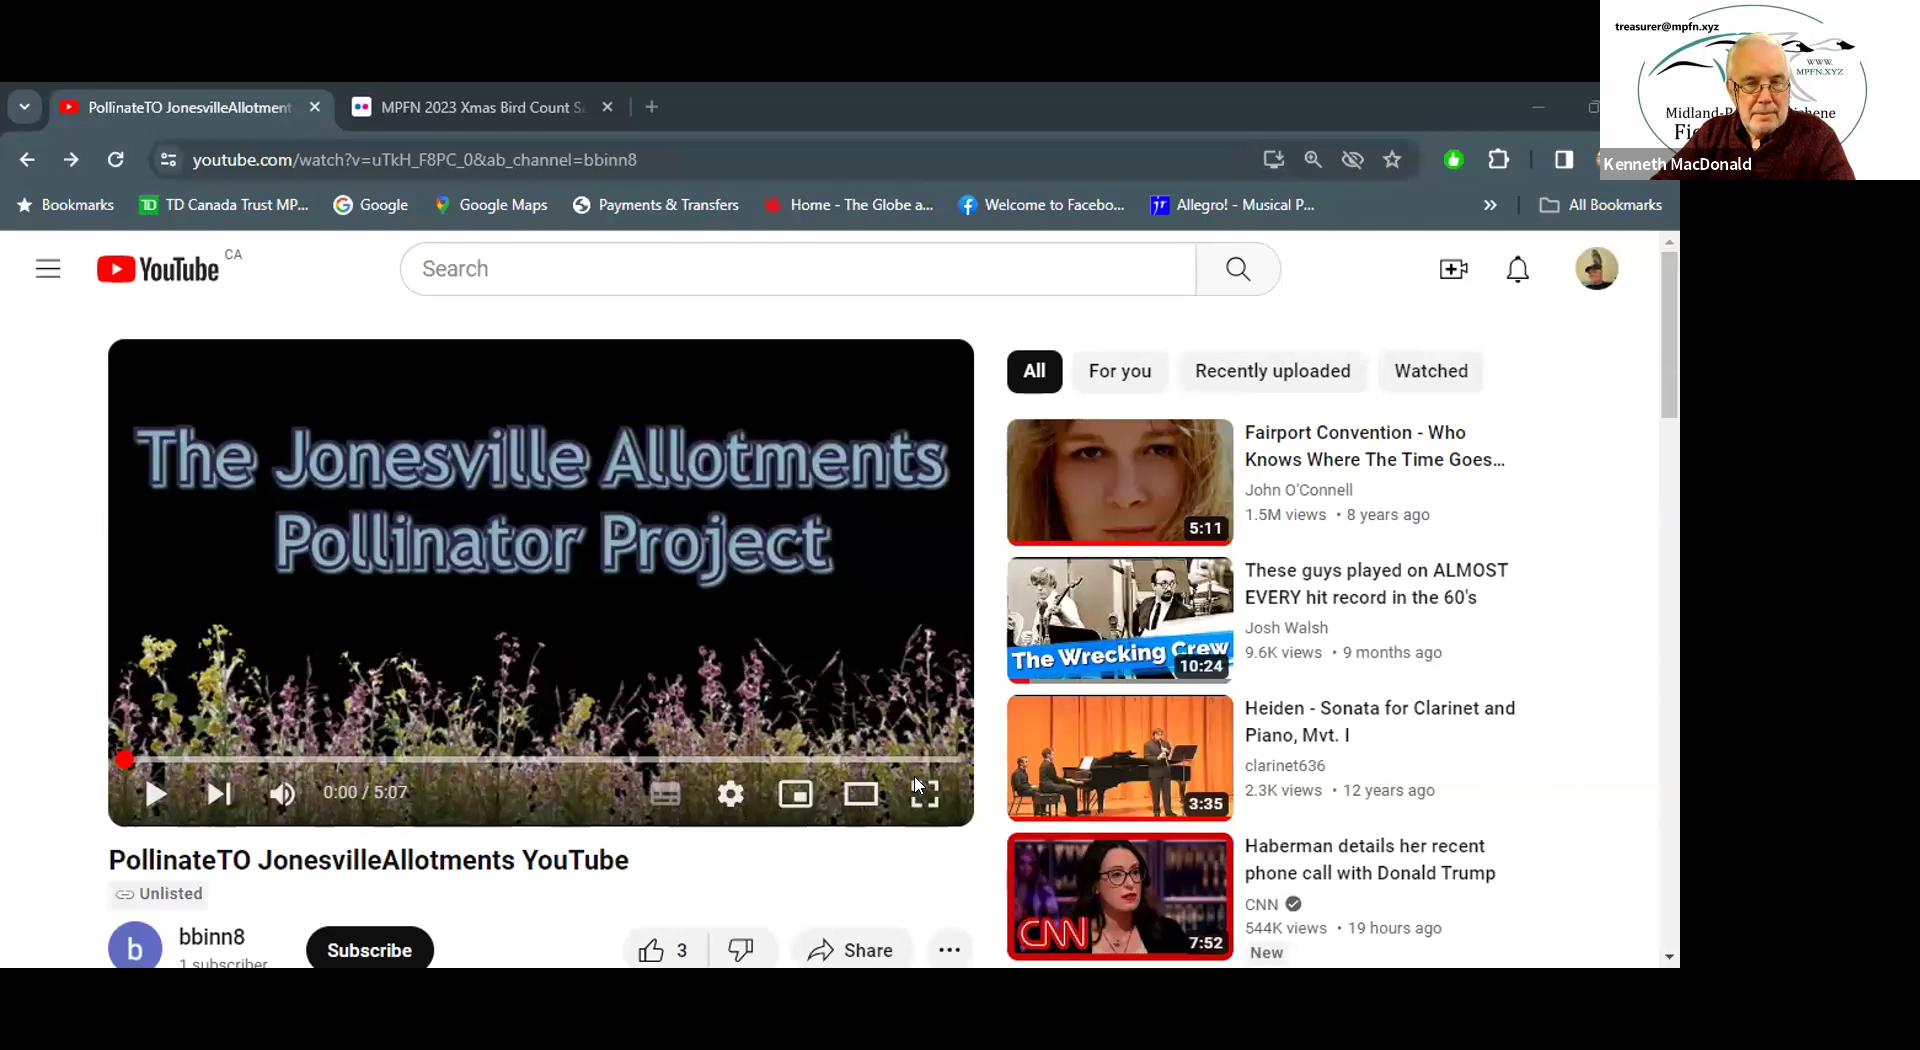 treasurer@mpfn.xyz
WWW.
MPFN.XYZ
Midland-P
chene
Fi
Kenneth MacDonald
PollinateTO JonesvilleAllotment
MPFN 2023 Xmas Bird Count S
youtube.com/watch?v=uTkH_F8PC_0&ab_channel=bbinn8
Bookmarks
TD Canada Trust MP...
Google
Google Maps
Payments & Transfers
Home - The Globe a...
Welcome to Facebo...
Allegro! - Musical P...
All Bookmarks
YouTube CA
Search
The Jonesville Allotments
Pollinator Project
0:00 / 5:07
PollinateTO JonesvilleAllotments YouTube
Unlisted
b
bbinn8
1 subscriber
Subscribe
3
Share
All
For you
Recently uploaded
Watched
5:11
Fairport Convention - Who
Knows Where The Time Goes...
John O'Connell
1.5M views • 8 years ago
The Wrecking Crew
10:24
These guys played on ALMOST
EVERY hit record in the 60's
Josh Walsh
9.6K views • 9 months ago
3:35
Heiden - Sonata for Clarinet and
Piano, Mvt. I
clarinet636
2.3K views • 12 years ago
CNN
7:52
Haberman details her recent
phone call with Donald Trump
CNN
544K views • 19 hours ago
New